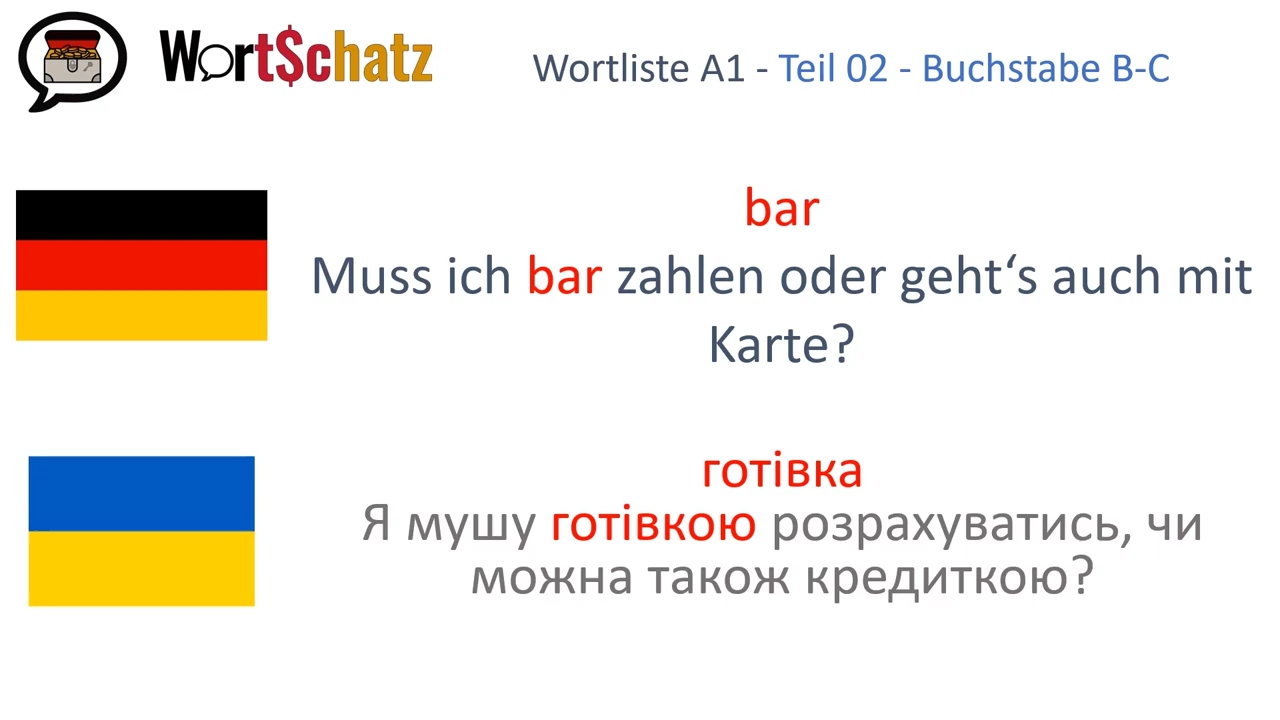 WortSchatz
Wortliste A1 - Teil 02 - Buchstabe B-C
bar
Muss ich bar zahlen oder geht‘s auch mit
Karte?
готівка
Я мушу готівкою розрахуватись, чи
можна також кредиткою?